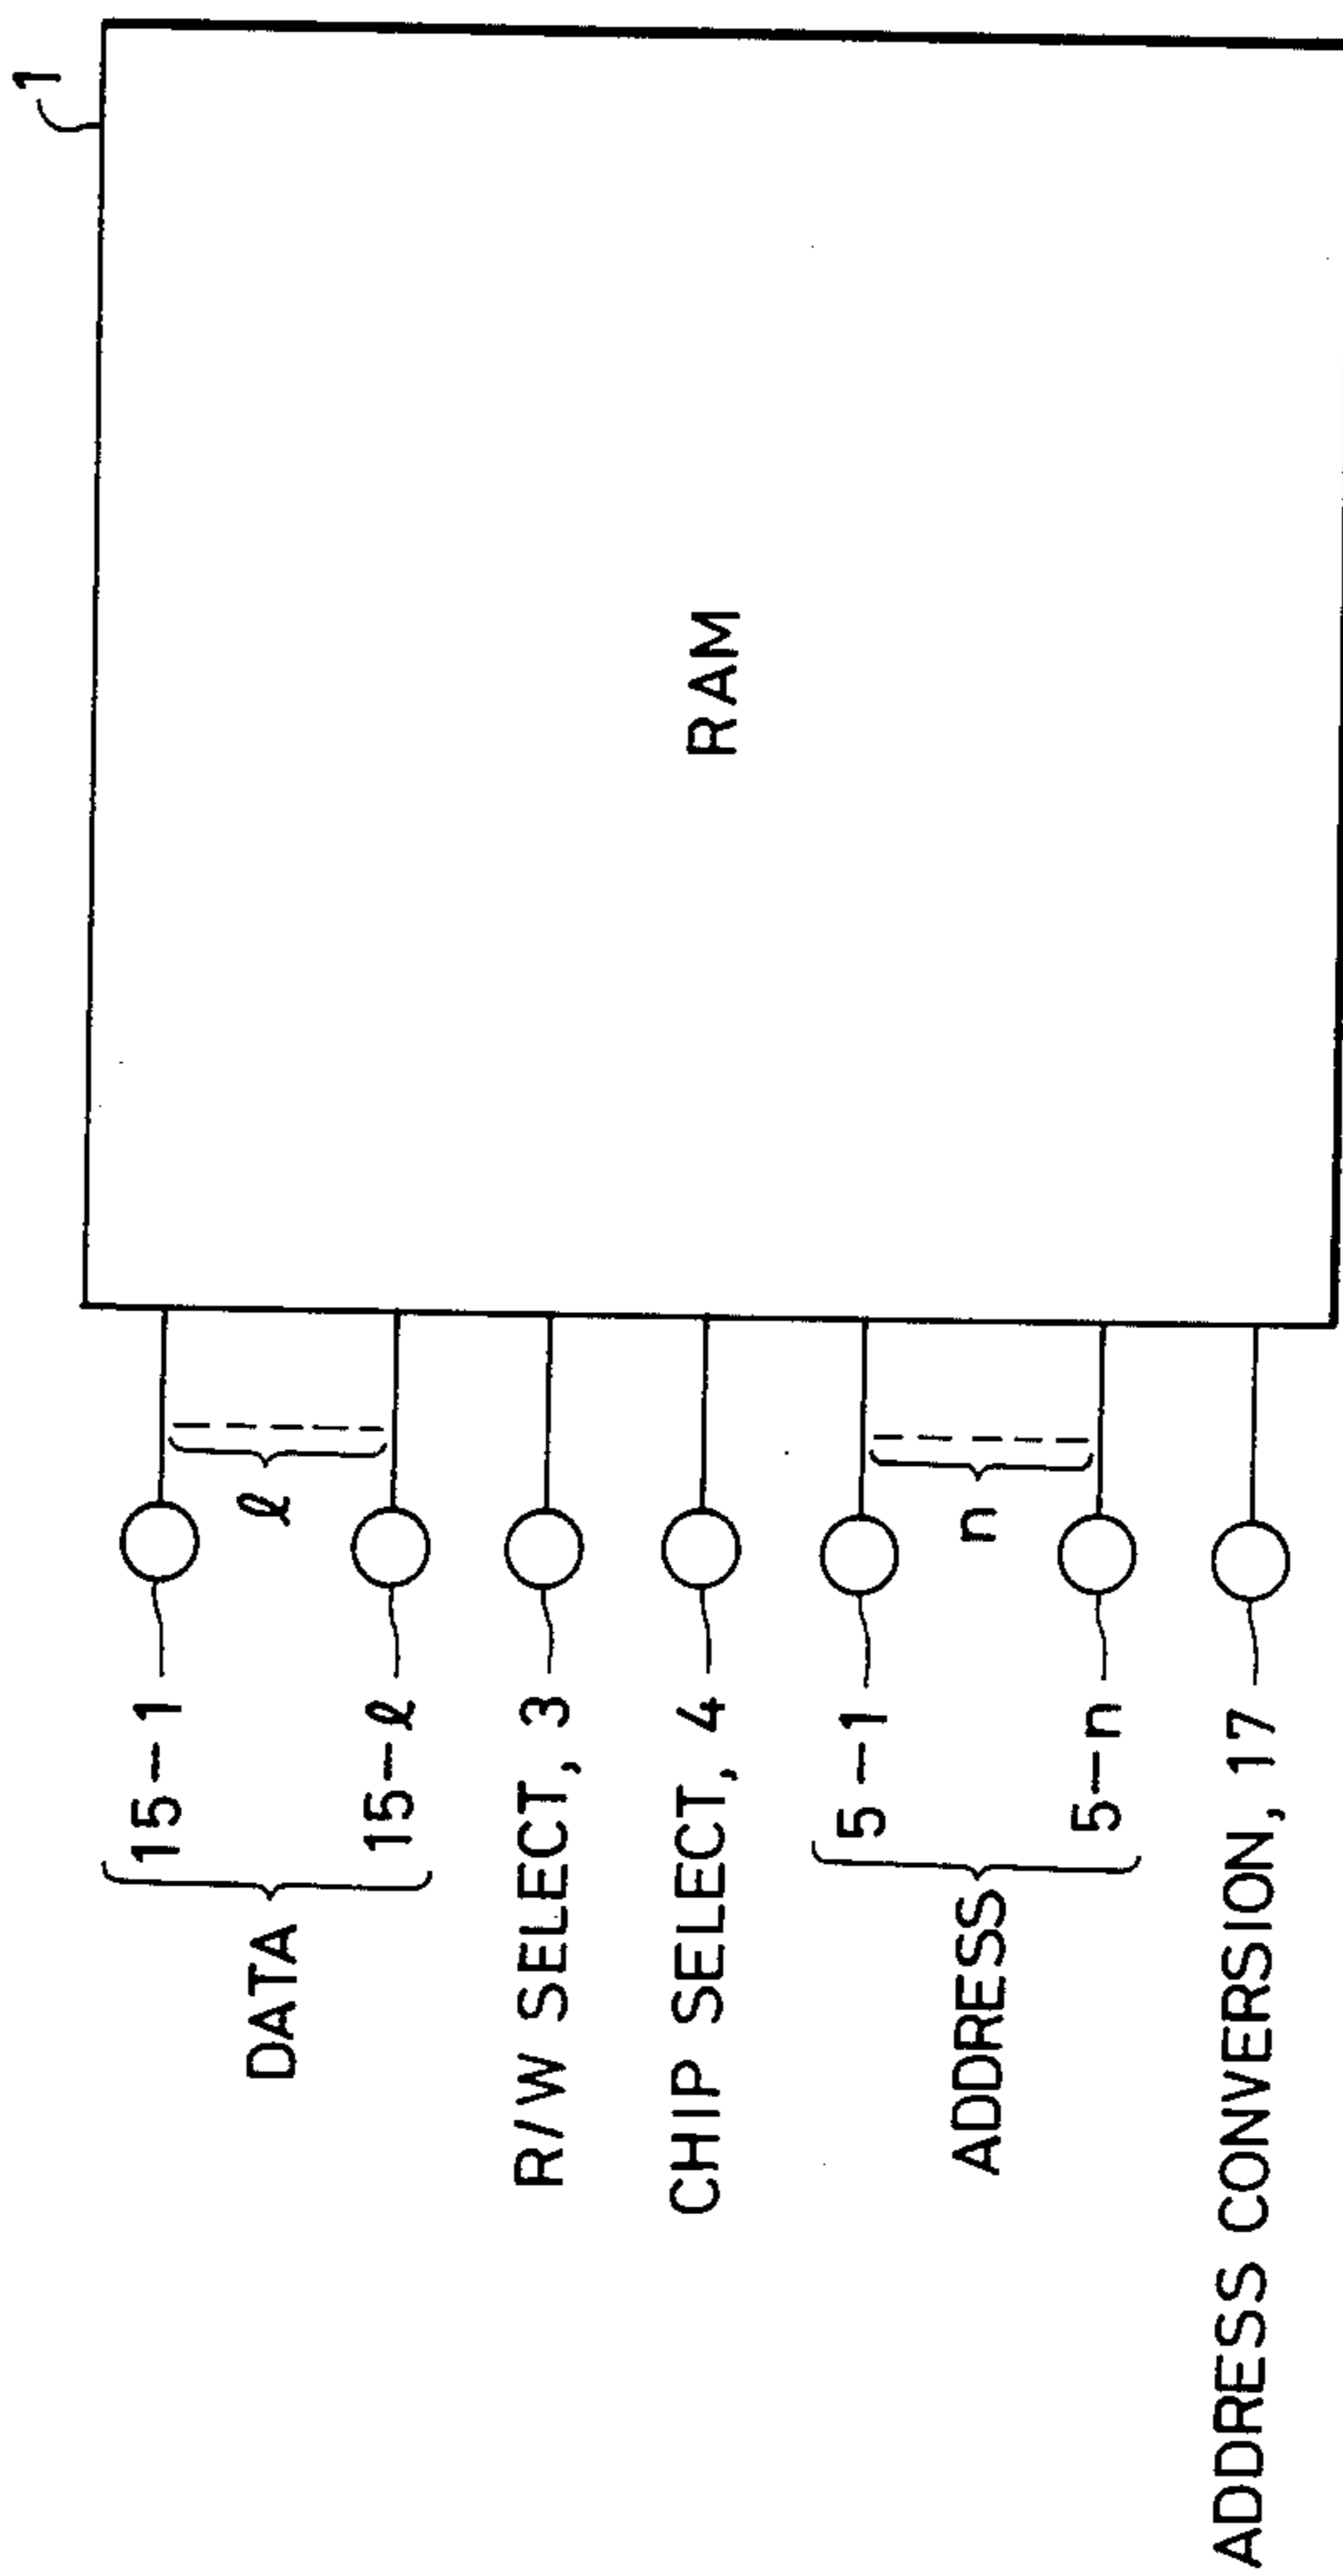 1
RAM
DATA
15-1
ℓ
15-ℓ
R/W SELECT, 3
CHIP SELECT, 4
ADDRESS
5-1
n
5-n
ADDRESS CONVERSION, 17